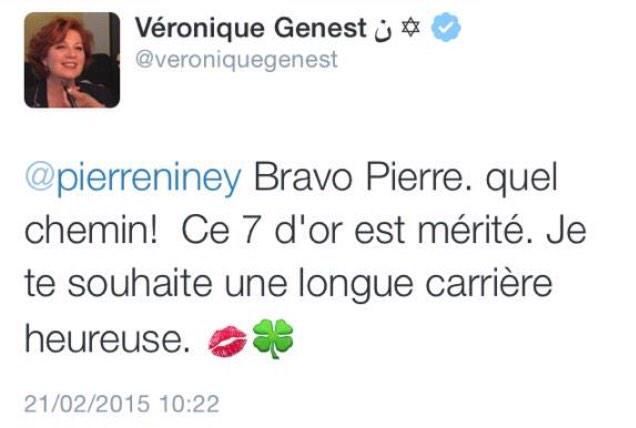 Véronique Genest ن ✡
@veroniquegenest
@pierreniney Bravo Pierre. quel
chemin!  Ce 7 d'or est mérité. Je
te souhaite une longue carrière
heureuse. 💋🍀
21/02/2015 10:22